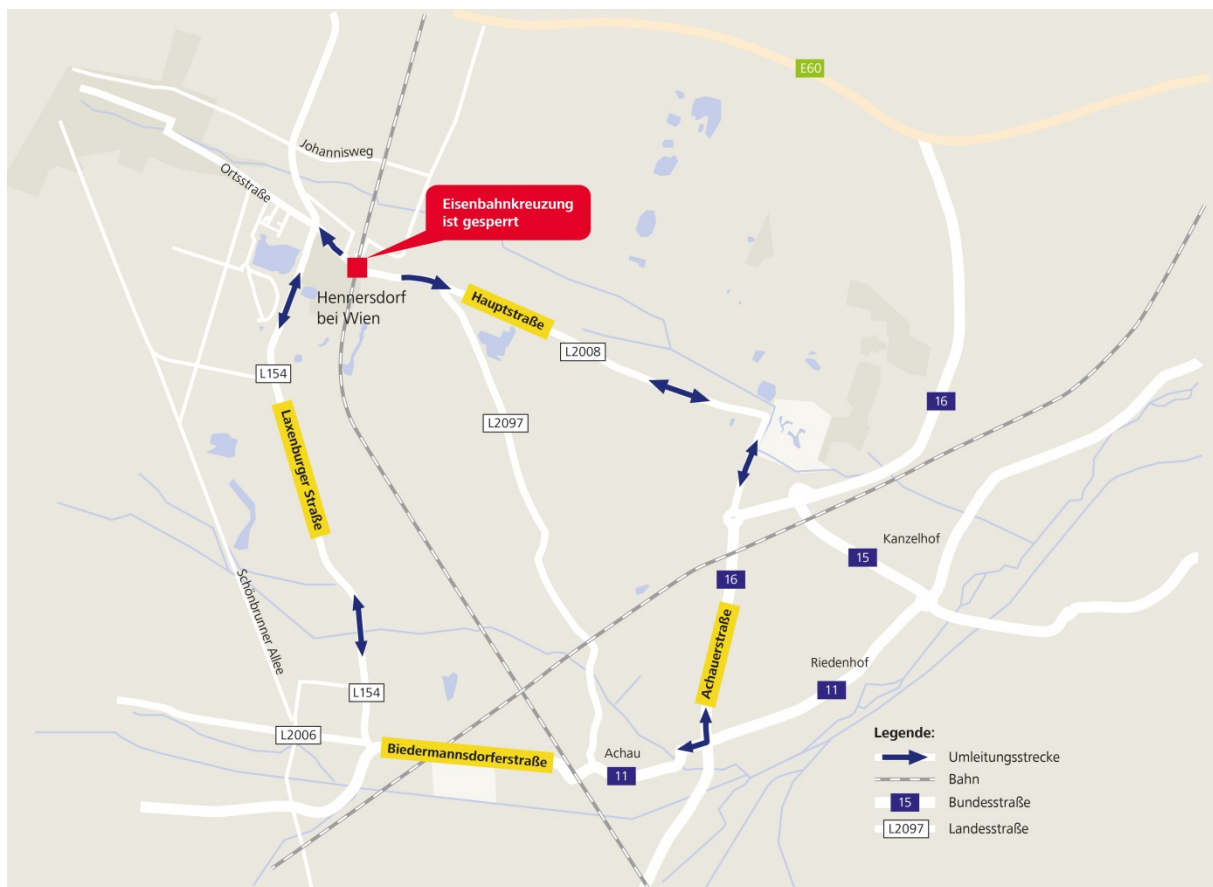 E60
Johannisweg
Ortsstraße
Eisenbahnkreuzung
ist gesperrt
Hennersdorf
bei Wien
Hauptstraße
L2008
L154
16
L2097
Laxenburger Straße
Kanzelhof
15
16
Schönbrunner Allee
Achauerstraße
Riedenhof
11
L154
L2006
Biedermannsdorferstraße
Achau
11
Legende:
Umleitungsstrecke
Bahn
15 Bundesstraße
L2097 Landesstraße